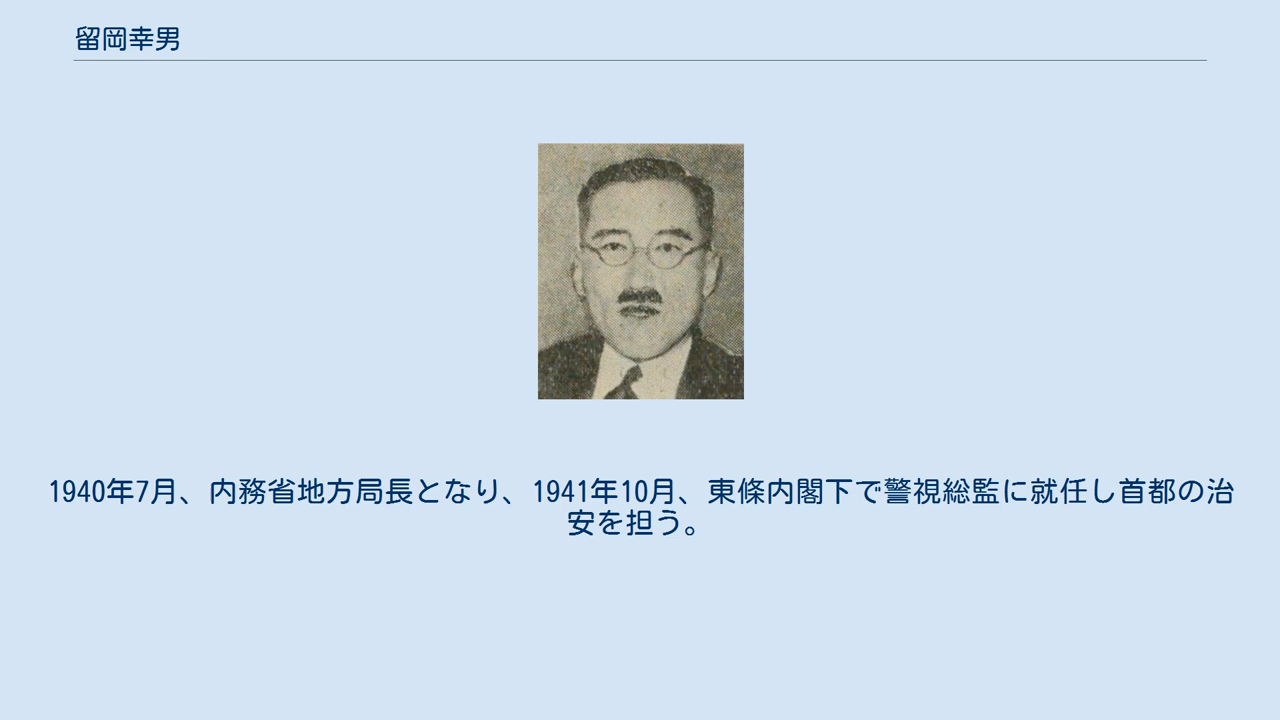 留岡幸男
1940年7月、内務省地方局長となり、1941年10月、東條内閣下で警視総監に就任し首都の治
安を担う。